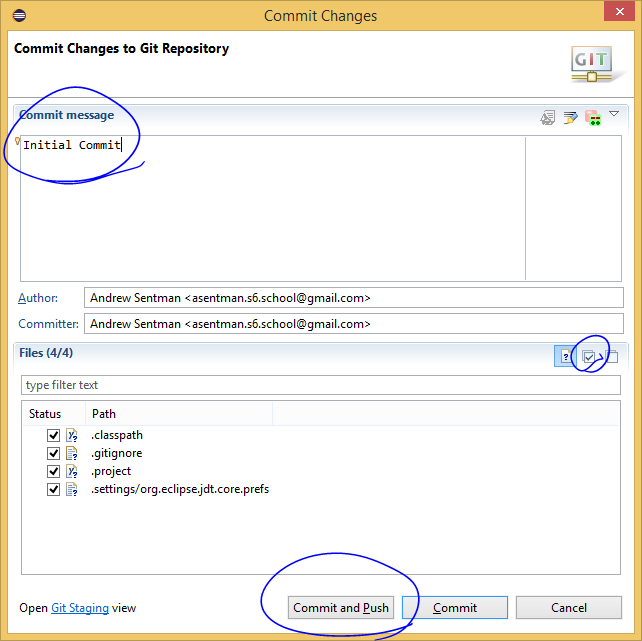 Commit Changes
Commit Changes to Git Repository
GIT
Commit message
Initial Commit
Author: Andrew Sentman <asentman.s6.school@gmail.com>
Committer: Andrew Sentman <asentman.s6.school@gmail.com>
Files (4/4)
type filter text
Status Path
.classpath
.gitignore
.project
.settings/org.eclipse.jdt.core.prefs
Open Git Staging view Commit and Push Commit Cancel